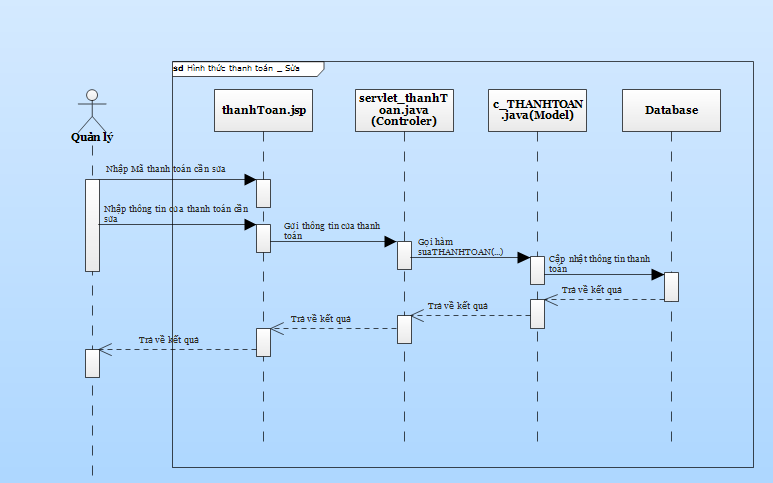 sd Hình thức thanh toán _ Sửa
Quản lý
thanhToan.jsp
servlet_thanhT
oan.java
(Controler)
c_THANHTOAN
.java(Model)
Database
Nhập Mã thanh toán cần sửa
Nhập thông tin của thanh toán cần
sửa
Gửi thông tin của thanh
toán
Gọi hàm
suaTHANHTOAN(...)
Cập nhật thông tin thanh
toán
Trả về kết quả
Trả về kết quả
Trả về kết quả
Trả về kết quả